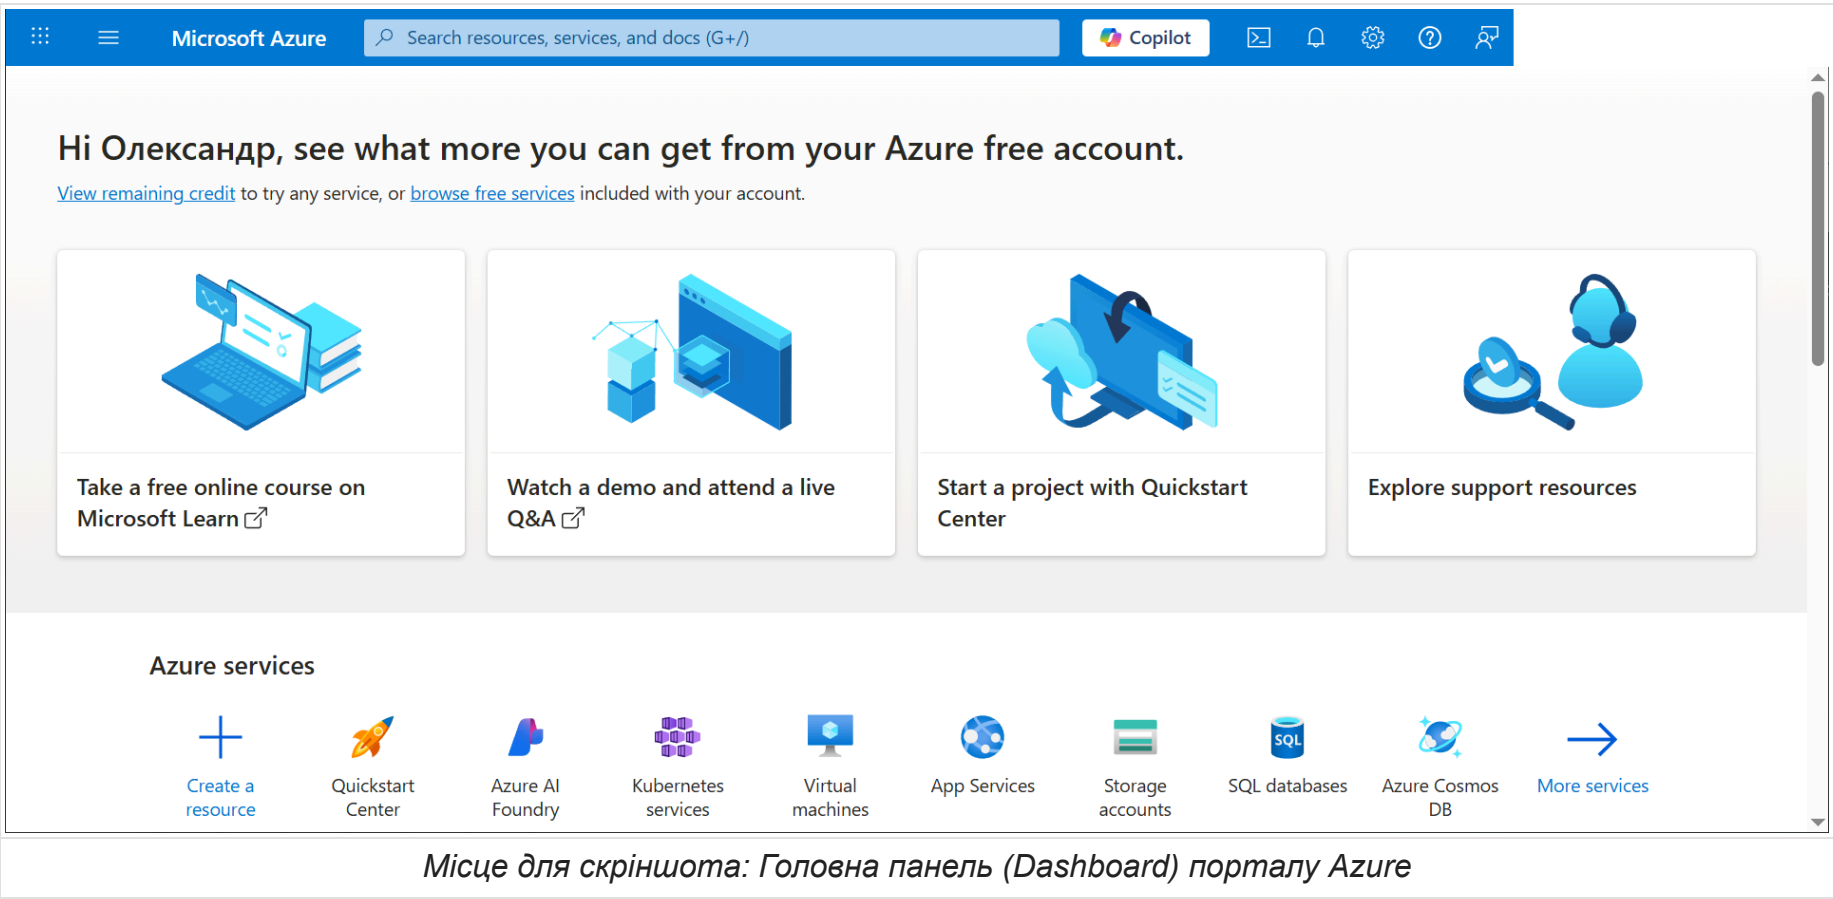 Microsoft Azure
Search resources, services, and docs (G+/)
Copilot
Hi Олександр, see what more you can get from your Azure free account.
View remaining credit to try any service, or browse free services included with your account.
Take a free online course on
Microsoft Learn
Watch a demo and attend a live
Q&A
Start a project with Quickstart
Center
Explore support resources
Azure services
Create a
resource
Quickstart
Center
Azure AI
Foundry
Kubernetes
services
Virtual
machines
App Services
Storage
accounts
SQL
SQL databases
Azure Cosmos
DB
More services
Місце для скріншота: Головна панель (Dashboard) порталу Azure